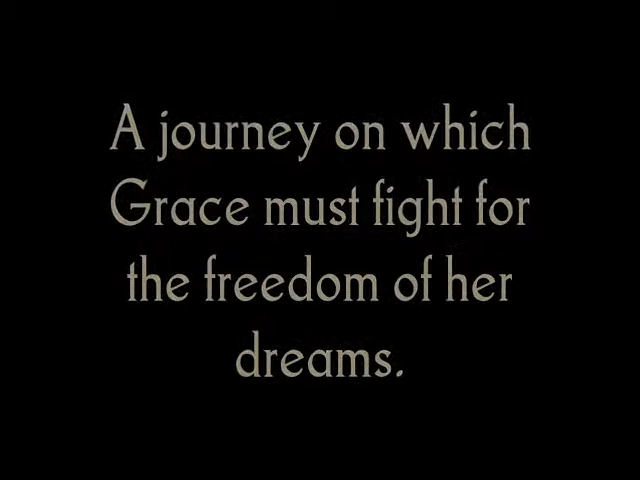 A journey on which
Grace must fight for
the freedom of her
dreams.